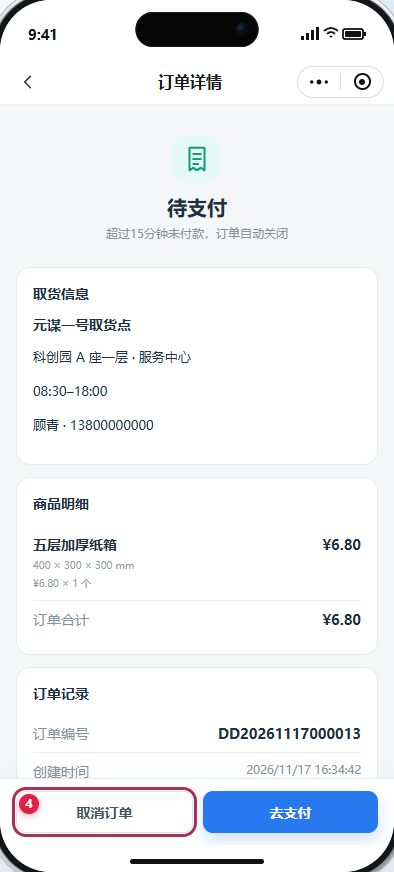 9:41
订单详情
待支付
超过15分钟未付款，订单自动关闭
取货信息
元谋一号取货点
科创园 A 座一层 · 服务中心
08:30–18:00
顾青 · 13800000000
商品明细
五层加厚纸箱 ¥6.80
400 × 300 × 300 mm
¥6.80 × 1 个
订单合计 ¥6.80
订单记录
订单编号 DD20261117000013
创建时间 2026/11/17 16:34:42
4
取消订单 去支付